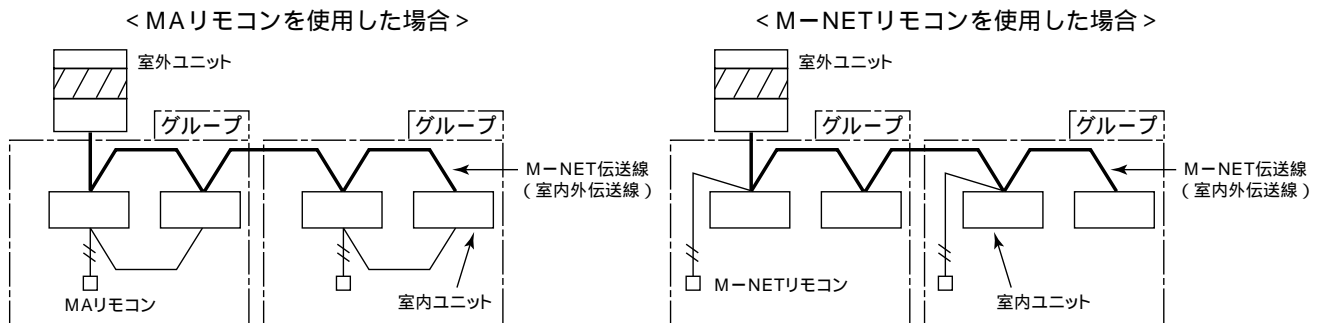 <MAリモコンを使用した場合>
室外ユニット
グループ
グループ
M－NET伝送線
(室内外伝送線)
MAリモコン
室内ユニット
<M－NETリモコンを使用した場合>
室外ユニット
グループ
グループ
M－NET伝送線
(室内外伝送線)
M－NETリモコン
室内ユニット